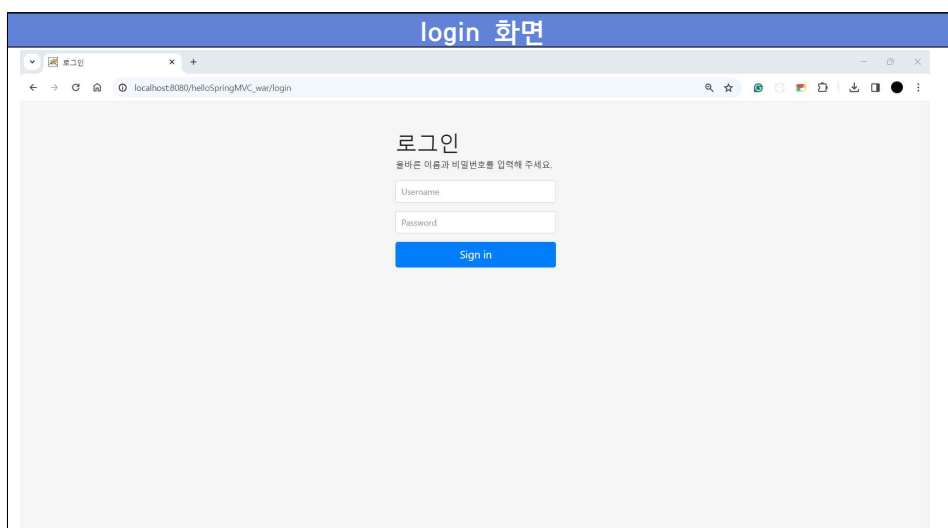 login 화면
로그인
localhost:8080/helloSpringMVC_war/login
로그인
올바른 이름과 비밀번호를 입력해 주세요.
Username
Password
Sign in